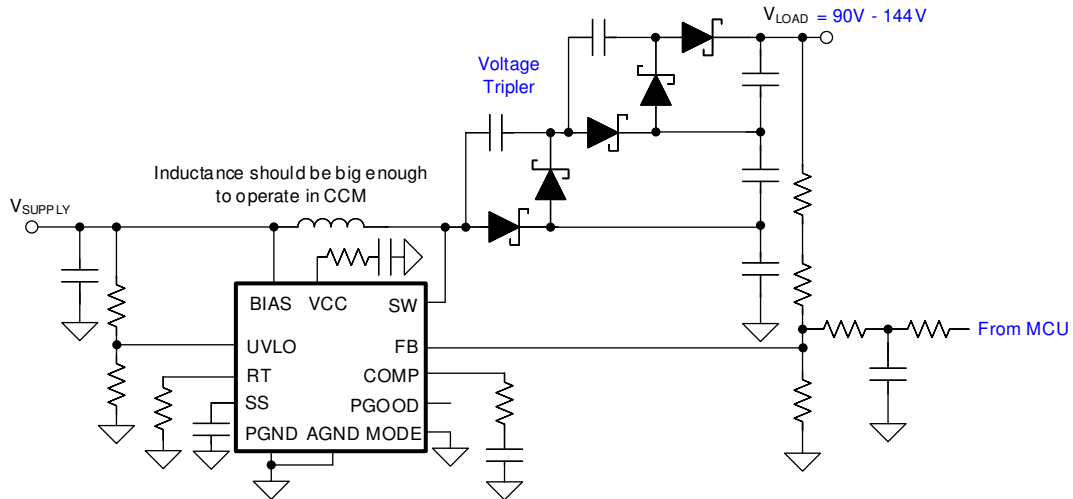 VLOAD = 90V - 144V
Voltage
Tripler
Inductance should be big enough
to operate in CCM
VSUPPLY
BIAS VCC SW
UVLO FB
From MCU
RT COMP
SS PGOOD
PGND AGND MODE